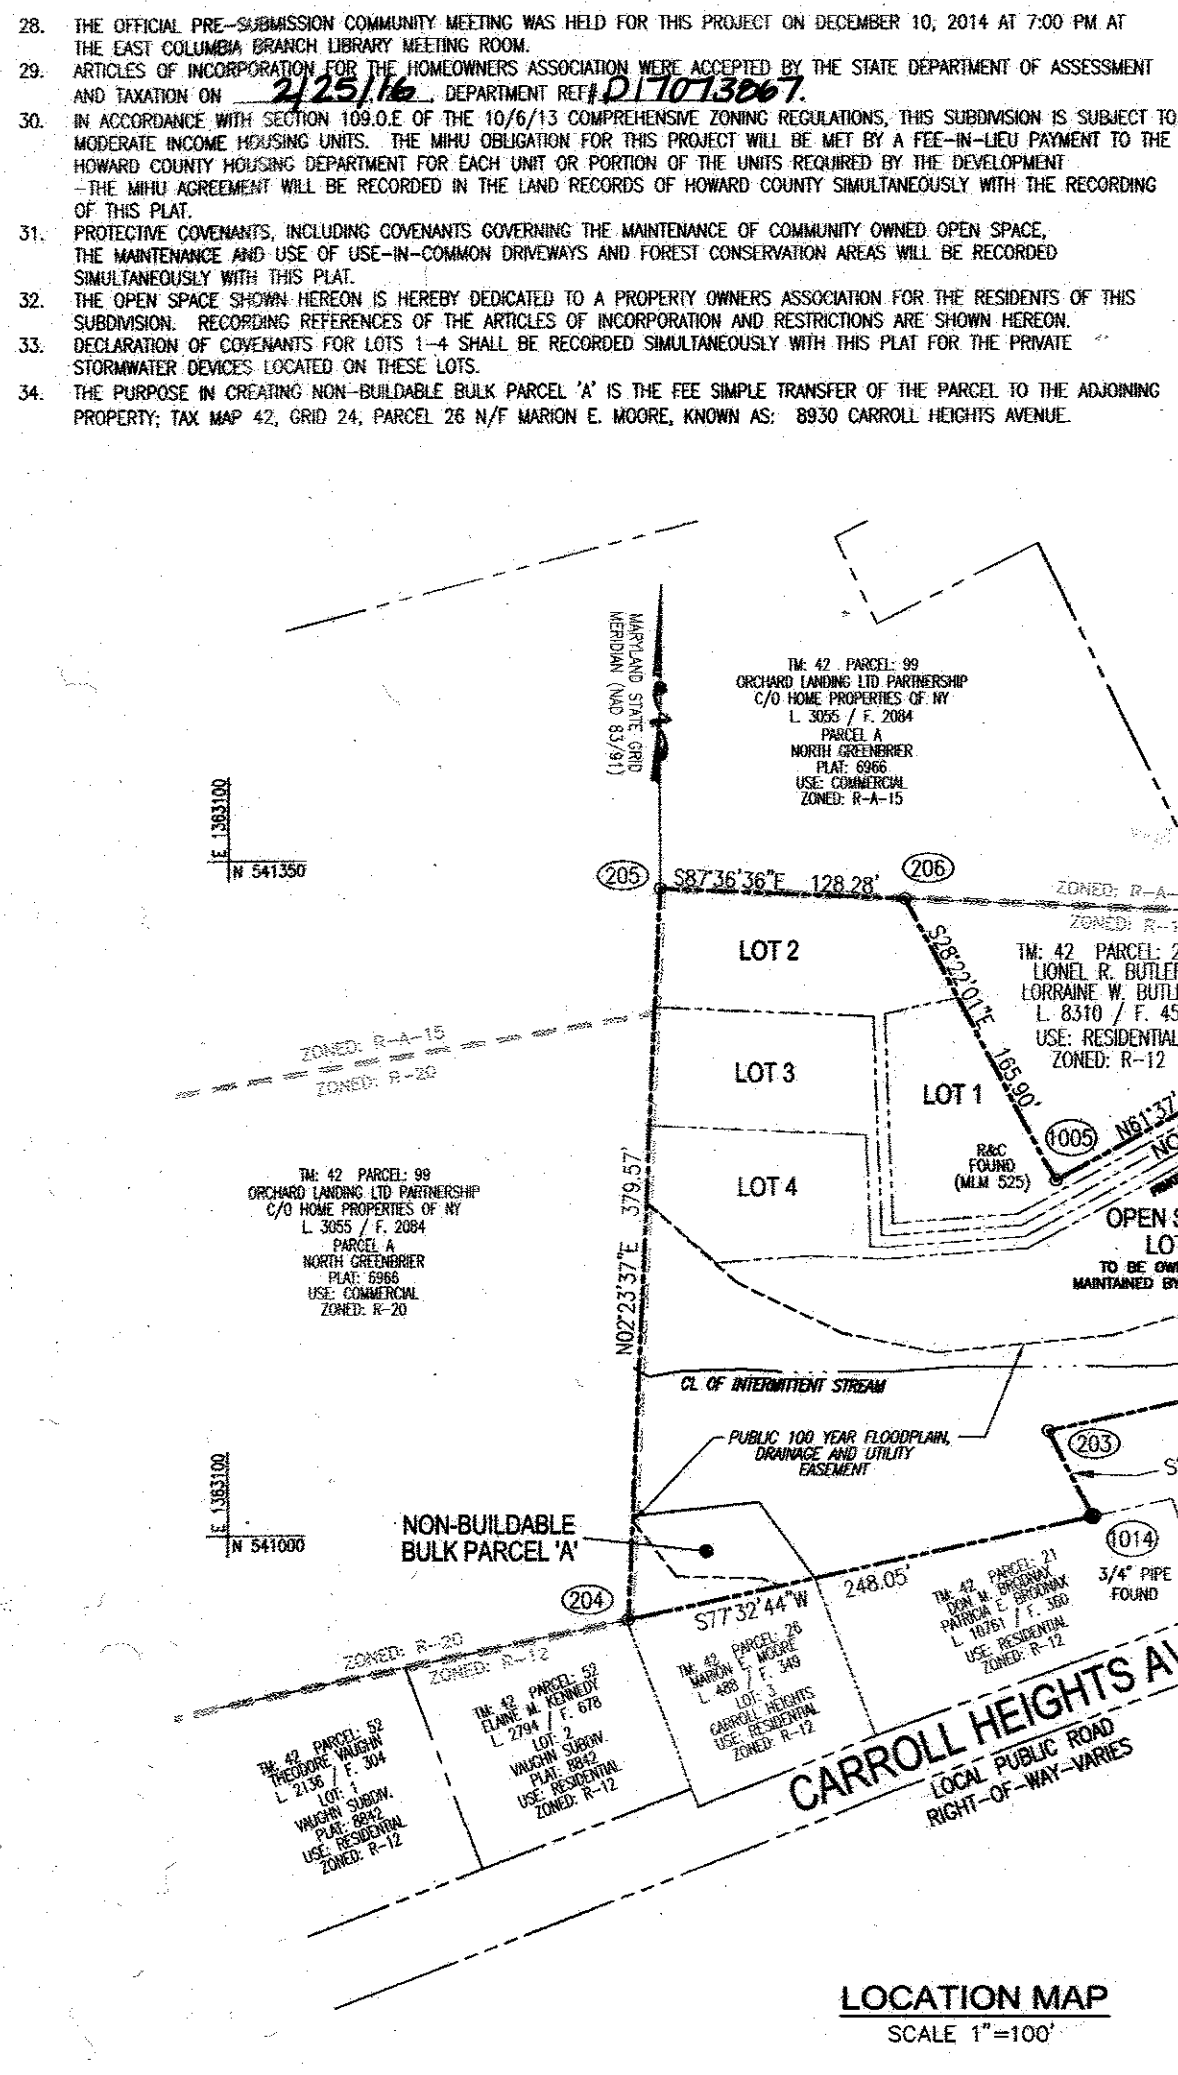 28. THE OFFICIAL PRE-SUBMISSION COMMUNITY MEETING WAS HELD FOR THIS PROJECT ON DECEMBER 10, 2014 AT 7:00 PM AT
THE EAST COLUMBIA BRANCH LIBRARY MEETING ROOM.
29. ARTICLES OF INCORPORATION FOR THE HOMEOWNERS ASSOCIATION WERE ACCEPTED BY THE STATE DEPARTMENT OF ASSESSMENT
AND TAXATION ON 2/25/16, DEPARTMENT REF# D17073867.
30. IN ACCORDANCE WITH SECTION 109.0.E OF THE 10/6/13 COMPREHENSIVE ZONING REGULATIONS, THIS SUBDIVISION IS SUBJECT TO
MODERATE INCOME HOUSING UNITS. THE MIHU OBLIGATION FOR THIS PROJECT WILL BE MET BY A FEE-IN-LIEU PAYMENT TO THE
HOWARD COUNTY HOUSING DEPARTMENT FOR EACH UNIT OR PORTION OF THE UNITS REQUIRED BY THE DEVELOPMENT
-THE MIHU AGREEMENT WILL BE RECORDED IN THE LAND RECORDS OF HOWARD COUNTY SIMULTANEOUSLY WITH THE RECORDING
OF THIS PLAT.
31. PROTECTIVE COVENANTS, INCLUDING COVENANTS GOVERNING THE MAINTENANCE OF COMMUNITY OWNED OPEN SPACE,
THE MAINTENANCE AND USE OF USE-IN-COMMON DRIVEWAYS AND FOREST CONSERVATION AREAS WILL BE RECORDED
SIMULTANEOUSLY WITH THIS PLAT.
32. THE OPEN SPACE SHOWN HEREON IS HEREBY DEDICATED TO A PROPERTY OWNERS ASSOCIATION FOR THE RESIDENTS OF THIS
SUBDIVISION. RECORDING REFERENCES OF THE ARTICLES OF INCORPORATION AND RESTRICTIONS ARE SHOWN HEREON.
33. DECLARATION OF COVENANTS FOR LOTS 1-4 SHALL BE RECORDED SIMULTANEOUSLY WITH THIS PLAT FOR THE PRIVATE
STORMWATER DEVICES LOCATED ON THESE LOTS.
34. THE PURPOSE IN CREATING NON-BUILDABLE BULK PARCEL 'A' IS THE FEE SIMPLE TRANSFER OF THE PARCEL TO THE ADJOINING
PROPERTY; TAX MAP 42, GRID 24, PARCEL 26 N/F MARION E. MOORE, KNOWN AS: 8930 CARROLL HEIGHTS AVENUE.
MARYLAND STATE GRID
MERIDIAN (NAD 83/91)
TM: 42 PARCEL: 99
ORCHARD LANDING LTD PARTNERSHIP
C/O HOME PROPERTIES OF NY
L. 3055 / F. 2084
PARCEL A
NORTH GREENBRIER
PLAT: 6966
USE: COMMERCIAL
ZONED: R-A-15
E 1363100
N 541350
205
S87°36'36"E 128.28'
206
ZONED: R-A-
ZONED: R-1
LOT 2
S28°22'01"E 165.90'
TM: 42 PARCEL: 2
LIONEL R. BUTLER
LORRAINE W. BUTL
L. 8310 / F. 45
USE: RESIDENTIAL
ZONED: R-12
ZONED: R-A-15
ZONED: R-20
LOT 3
LOT 1
1005
N61°37'
NO
R&C
FOUND
(MLM 525)
LOT 4
OPEN S
LO
TO BE OW
MAINTAINED BY
TM: 42 PARCEL: 99
ORCHARD LANDING LTD PARTNERSHIP
C/O HOME PROPERTIES OF NY
L. 3055 / F. 2084
PARCEL A
NORTH GREENBRIER
PLAT: 6966
USE: COMMERCIAL
ZONED: R-20
N02°23'37"E 379.57'
CL OF INTERMITTENT STREAM
PUBLIC 100 YEAR FLOODPLAIN,
DRAINAGE AND UTILITY
EASEMENT
203
S
E 1363100
N 541000
NON-BUILDABLE
BULK PARCEL 'A'
1014
3/4" PIPE
FOUND
204
S77°32'44"W 248.05'
TM: 42 PARCEL: 21
DON M. BRODNAX
PATRICIA E. BRODNAX
L. 10761 / F. 360
USE: RESIDENTIAL
ZONED: R-12
ZONED: R-20
ZONED: R-12
TM: 42 PARCEL: 26
MARION E. MOORE
L. 488 / F. 349
LOT: 3
CARROLL HEIGHTS
USE: RESIDENTIAL
ZONED: R-12
TM: 42 PARCEL: 52
ELAINE M. KENNEDY
L. 2794 / F. 678
LOT: 2
VAUGHN SUBDIV.
PLAT: 8842
USE: RESIDENTIAL
ZONED: R-12
TM: 42 PARCEL: 52
THEODORE VAUGHN
L. 2136 / F. 304
LOT: 1
VAUGHN SUBDIV.
PLAT: 8842
USE: RESIDENTIAL
ZONED: R-12
CARROLL HEIGHTS AV
LOCAL PUBLIC ROAD
RIGHT-OF-WAY-VARIES
LOCATION MAP
SCALE 1"=100'